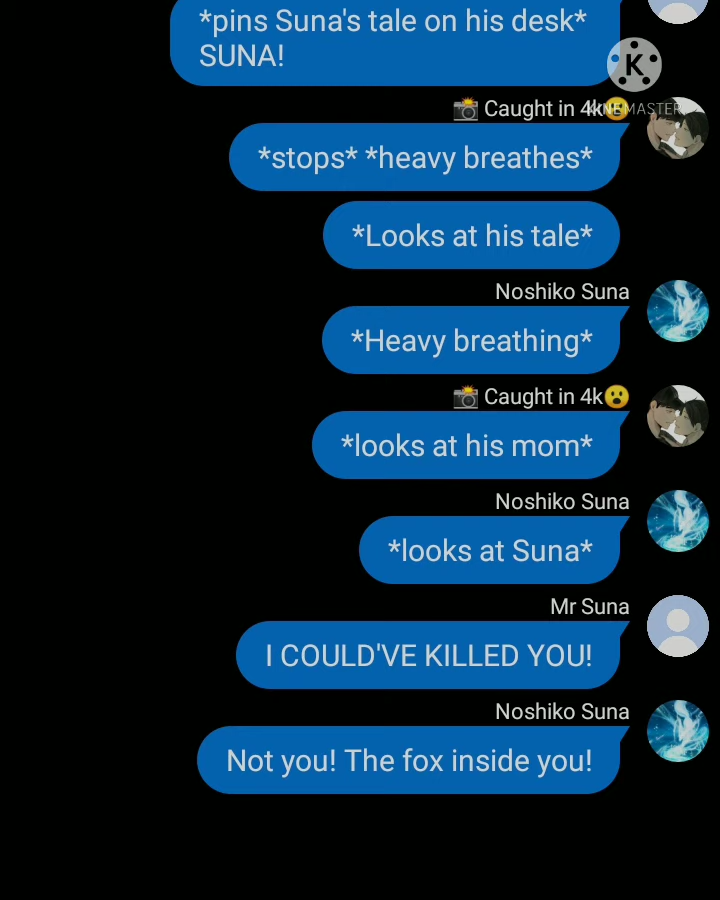 *pins Suna's tale on his desk*
SUNA!
K
KINEMASTER
📸 Caught in 4k😮
*stops* *heavy breathes*
*Looks at his tale*
Noshiko Suna
*Heavy breathing*
📸 Caught in 4k😮
*looks at his mom*
Noshiko Suna
*looks at Suna*
Mr Suna
I COULD'VE KILLED YOU!
Noshiko Suna
Not you! The fox inside you!